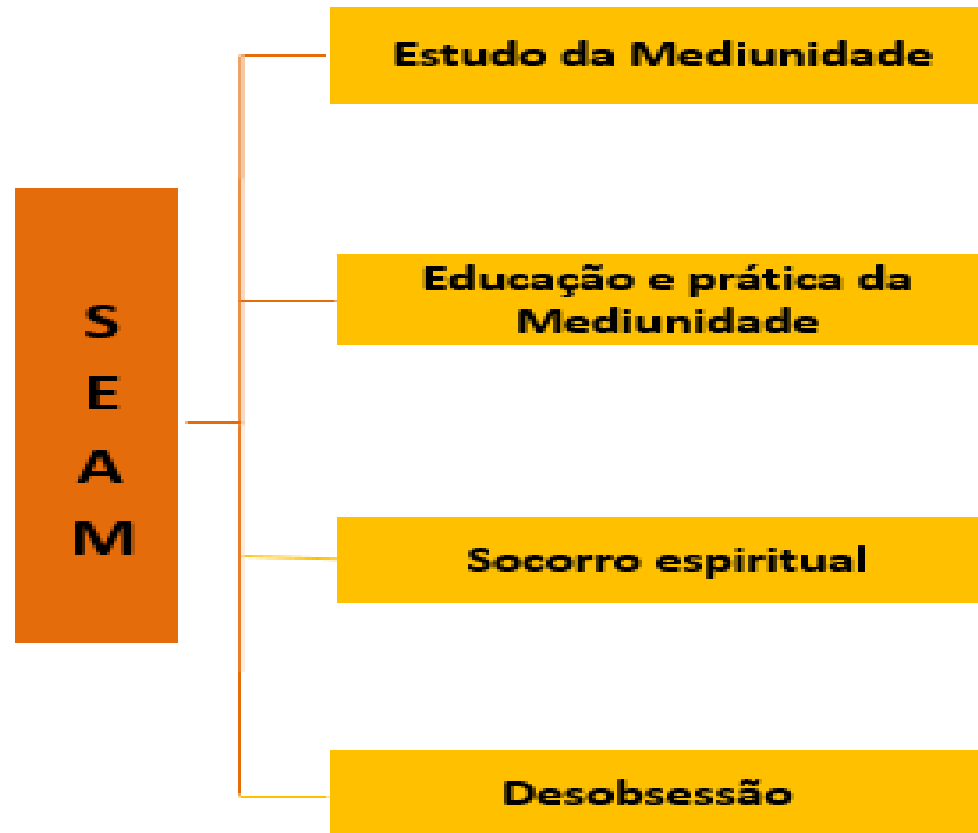 S
E
A
M
Estudo da Mediunidade
Educação e prática da
Mediunidade
Socorro espiritual
Desobsessão